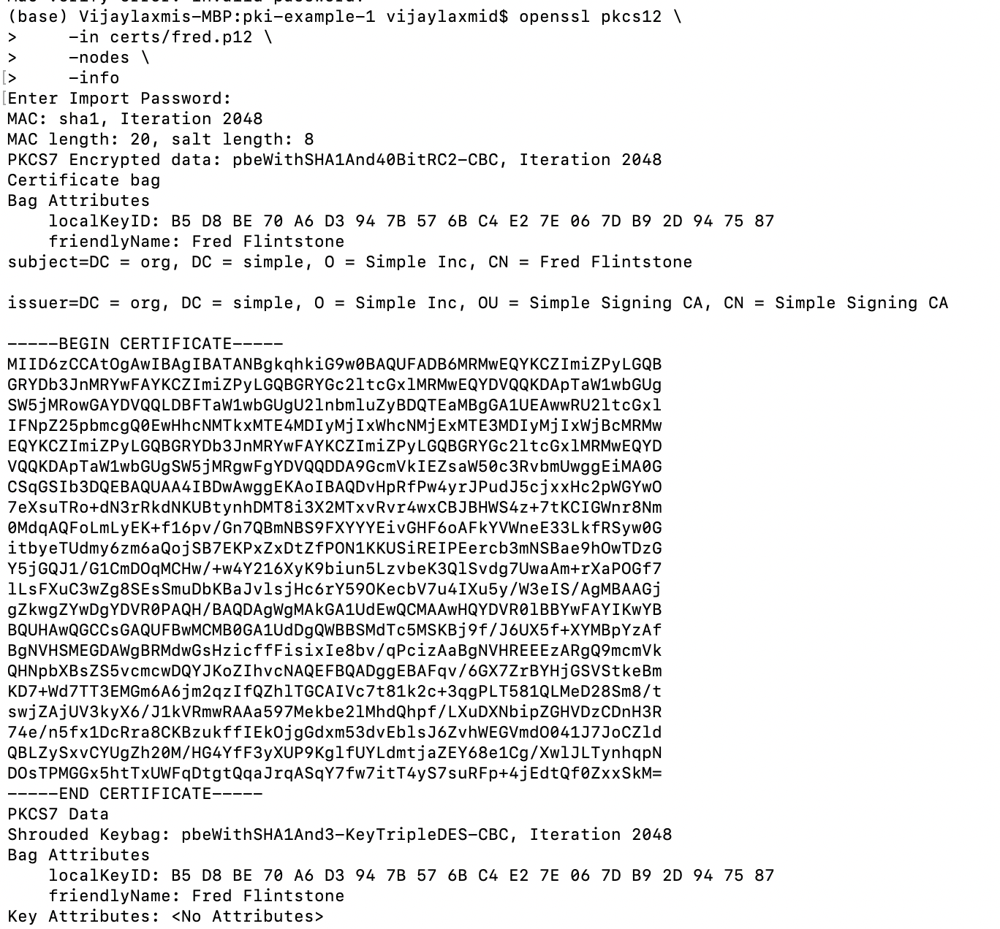 Mac verify error: invalid password?
(base) Vijaylaxmis-MBP:pki-example-1 vijaylaxmid$ openssl pkcs12 \
>     -in certs/fred.p12 \
>     -nodes \
[>     -info
[Enter Import Password:
MAC: sha1, Iteration 2048
MAC length: 20, salt length: 8
PKCS7 Encrypted data: pbeWithSHA1And40BitRC2-CBC, Iteration 2048
Certificate bag
Bag Attributes
    localKeyID: B5 D8 BE 70 A6 D3 94 7B 57 6B C4 E2 7E 06 7D B9 2D 94 75 87
    friendlyName: Fred Flintstone
subject=DC = org, DC = simple, O = Simple Inc, CN = Fred Flintstone
issuer=DC = org, DC = simple, O = Simple Inc, OU = Simple Signing CA, CN = Simple Signing CA
-----BEGIN CERTIFICATE-----
MIID6zCCAtOgAwIBAgIBATANBgkqhkiG9w0BAQUFADB6MRMwEQYKCZImiZPyLGQB
GRYDb3JnMRYwFAYKCZImiZPyLGQBGRYGc2ltcGxlMRMwEQYDVQQKDApTaW1wbGUg
SW5jMRowGAYDVQQLDBFTaW1wbGUgU2lnbmluZyBDQTEaMBgGA1UEAwwRU2ltcGxl
IFNpZ25pbmcgQ0EwHhcNMTkxMTE4MDIyMjIxWhcNMjExMTE3MDIyMjIxWjBcMRMw
EQYKCZImiZPyLGQBGRYDb3JnMRYwFAYKCZImiZPyLGQBGRYGc2ltcGxlMRMwEQYD
VQQKDApTaW1wbGUgSW5jMRgwFgYDVQQDDA9GcmVkIEZsaW50c3RvbmUwggEiMA0G
CSqGSIb3DQEBAQUAA4IBDwAwggEKAoIBAQDvHpRfPw4yrJPudJ5cjxxHc2pWGYwO
7eXsuTRo+dN3rRkdNKUBtynhDMT8i3X2MTxvRvr4wxCBJBHWS4z+7tKCIGWnr8Nm
0MdqAQFoLmLyEK+f16pv/Gn7QBmNBS9FXYYYEivGHF6oAFkYVWneE33LkfRSyw0G
itbyeTUdmy6zm6aQojSB7EKPxZxDtZfPON1KKUSiREIPEercb3mNSBae9hOwTDzG
Y5jGQJ1/G1CmDOqMCHw/+w4Y216XyK9biun5LzvbeK3QlSvdg7UwaAm+rXaPOGf7
lLsFXuC3wZg8SEsSmuDbKBaJvlsjHc6rY59OKecbV7u4IXu5y/W3eIS/AgMBAAGj
gZkwgZYwDgYDVR0PAQH/BAQDAgWgMAkGA1UdEwQCMAAwHQYDVR0lBBYwFAYIKwYB
BQUHAwQGCCsGAQUFBwMCMB0GA1UdDgQWBBSMdTc5MSKBj9f/J6UX5f+XYMBpYzAf
BgNVHSMEGDAWgBRMdwGsHzicffFisixIe8bv/qPcizAaBgNVHREEEzARgQ9mcmVk
QHNpbXBsZS5vcmcwDQYJKoZIhvcNAQEFBQADggEBAFqv/6GX7ZrBYHjGSVStkeBm
KD7+Wd7TT3EMGm6A6jm2qzIfQZhlTGCAIVc7t81k2c+3qgPLT581QLMeD28Sm8/t
swjZAjUV3kyX6/J1kVRmwRAAa597Mekbe2lMhdQhpf/LXuDXNbipZGHVDzCDnH3R
74e/n5fx1DcRra8CKBzukffIEkOjgGdxm53dvEblsJ6ZvhWEGVmdO041J7JoCZld
QBLZySxvCYUgZh20M/HG4YfF3yXUP9KglfUYLdmtjaZEY68e1Cg/XwlJLTynhqpN
DOsTPMGGx5htTxUWFqDtgtQqaJrqASqY7fw7itT4yS7suRFp+4jEdtQf0ZxxSkM=
-----END CERTIFICATE-----
PKCS7 Data
Shrouded Keybag: pbeWithSHA1And3-KeyTripleDES-CBC, Iteration 2048
Bag Attributes
    localKeyID: B5 D8 BE 70 A6 D3 94 7B 57 6B C4 E2 7E 06 7D B9 2D 94 75 87
    friendlyName: Fred Flintstone
Key Attributes: <No Attributes>